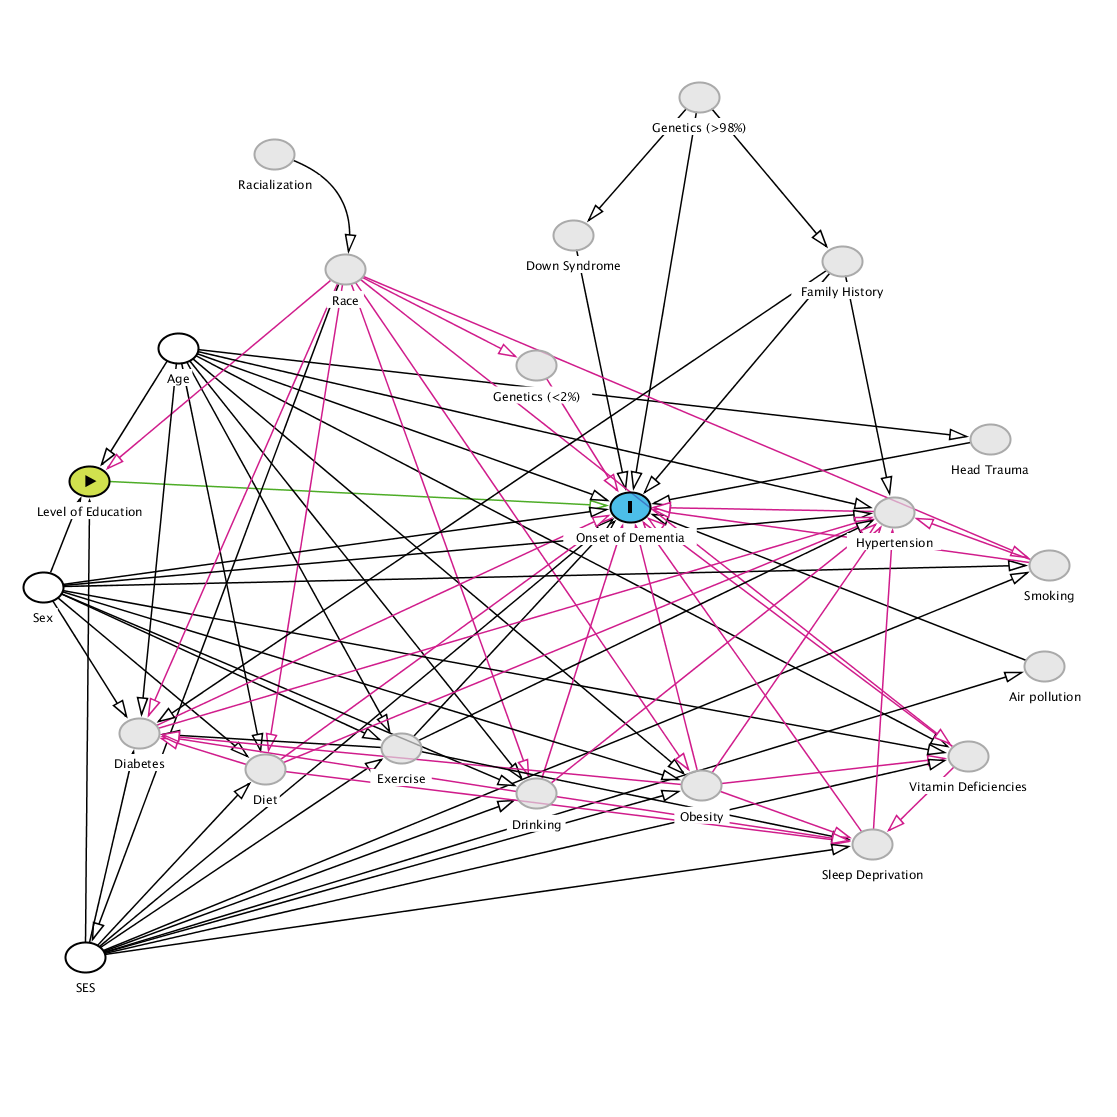 Genetics (>98%)
Racialization
Down Syndrome
Family History
Race
Age
Genetics (<2%)
Head Trauma
Level of Education
Onset of Dementia
Hypertension
Smoking
Sex
Air pollution
Diabetes
Exercise
Vitamin Deficiencies
Diet
Obesity
Drinking
Sleep Deprivation
SES